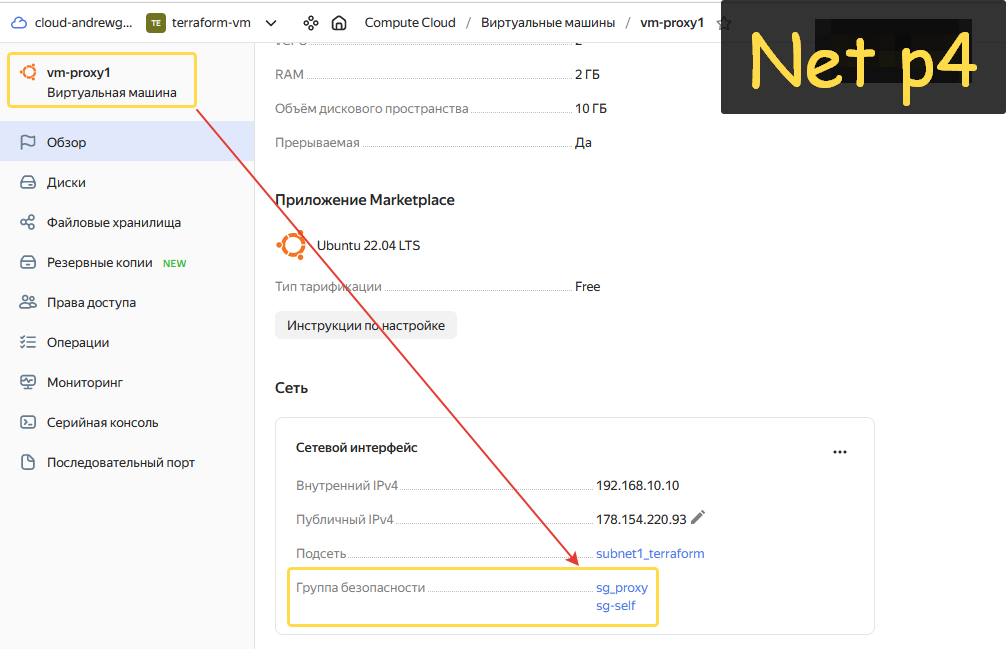 cloud-andrewg... TE terraform-vm Compute Cloud / Виртуальные машины / vm-proxy1
Net p4
vm-proxy1
Виртуальная машина
Обзор
Диски
Файловые хранилища
Резервные копии NEW
Права доступа
Операции
Мониторинг
Серийная консоль
Последовательный порт
RAM 2 ГБ
Объём дискового пространства 10 ГБ
Прерываемая Да
Приложение Marketplace
Ubuntu 22.04 LTS
Тип тарификации Free
Инструкции по настройке
Сеть
Сетевой интерфейс
Внутренний IPv4 192.168.10.10
Публичный IPv4 178.154.220.93
Подсеть subnet1_terraform
Группа безопасности sg_proxy
sg-self